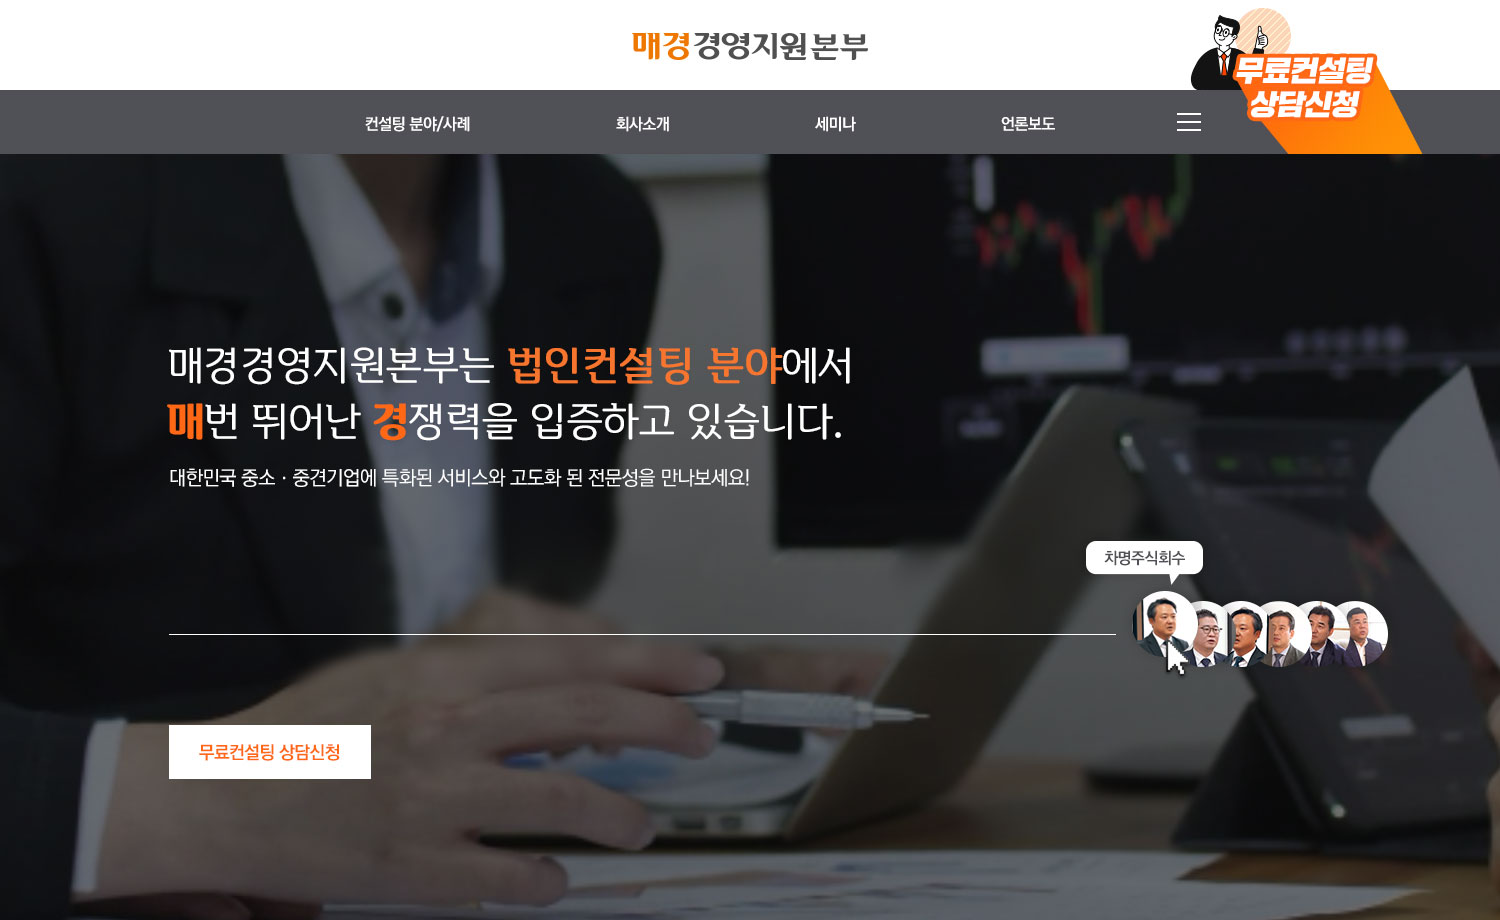 매경경영지원본부
무료컨설팅
상담신청
컨설팅 분야/사례
회사소개
세미나
언론보도
매경경영지원본부는 법인컨설팅 분야에서
매번 뛰어난 경쟁력을 입증하고 있습니다.
대한민국 중소 · 중견기업에 특화된 서비스와 고도화 된 전문성을 만나보세요!
차명주식회수
무료컨설팅 상담신청